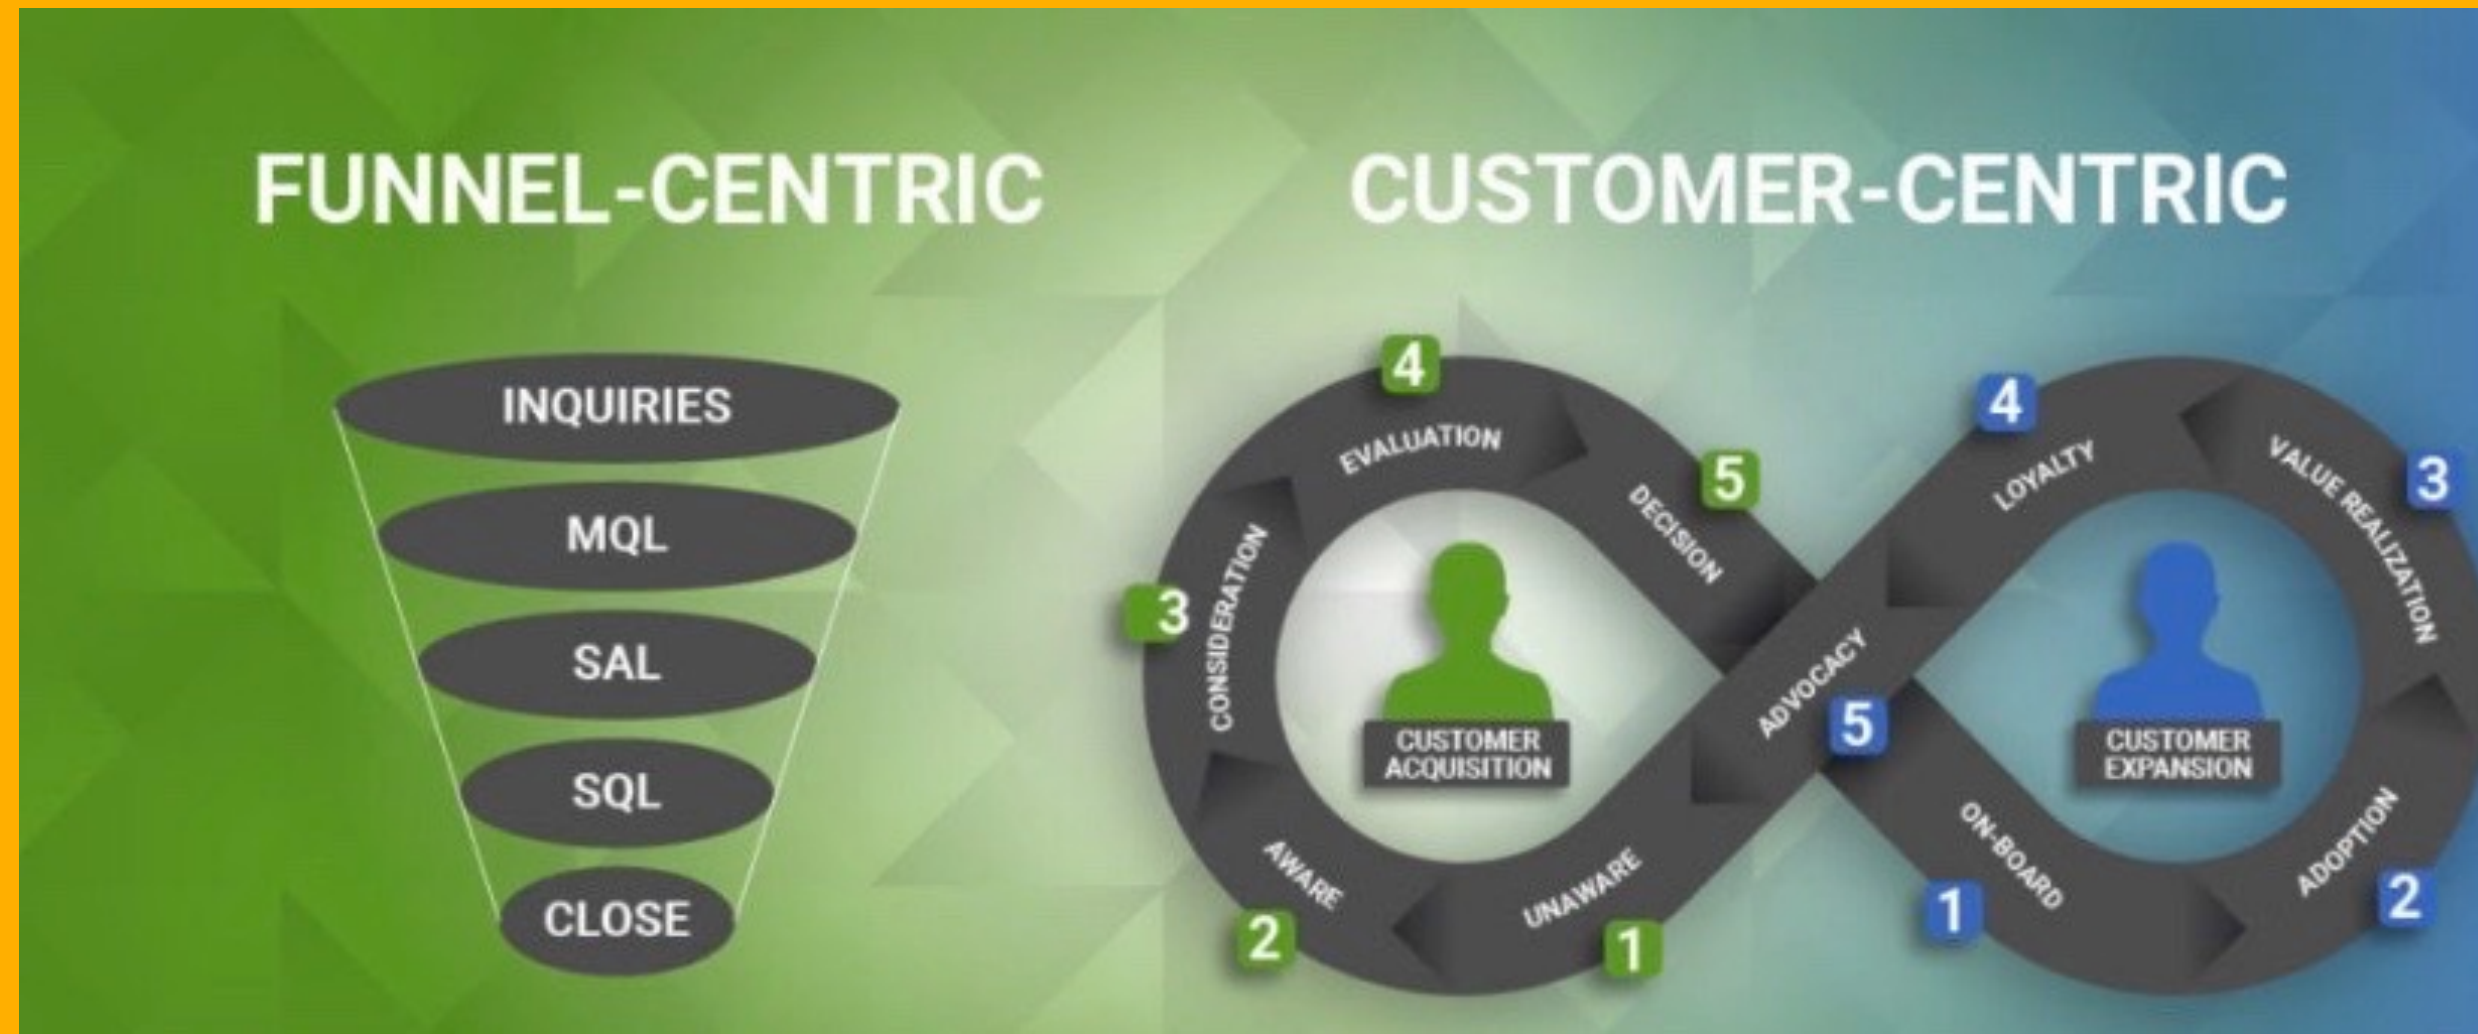 FUNNEL-CENTRIC
INQUIRIES
MQL
SAL
SQL
CLOSE
CUSTOMER-CENTRIC
1
UNAWARE
2
AWARE
3
CONSIDERATION
4
EVALUATION
5
DECISION
CUSTOMER
ACQUISITION
1
ON-BOARD
2
ADOPTION
3
VALUE REALIZATION
4
LOYALTY
5
ADVOCACY
CUSTOMER
EXPANSION